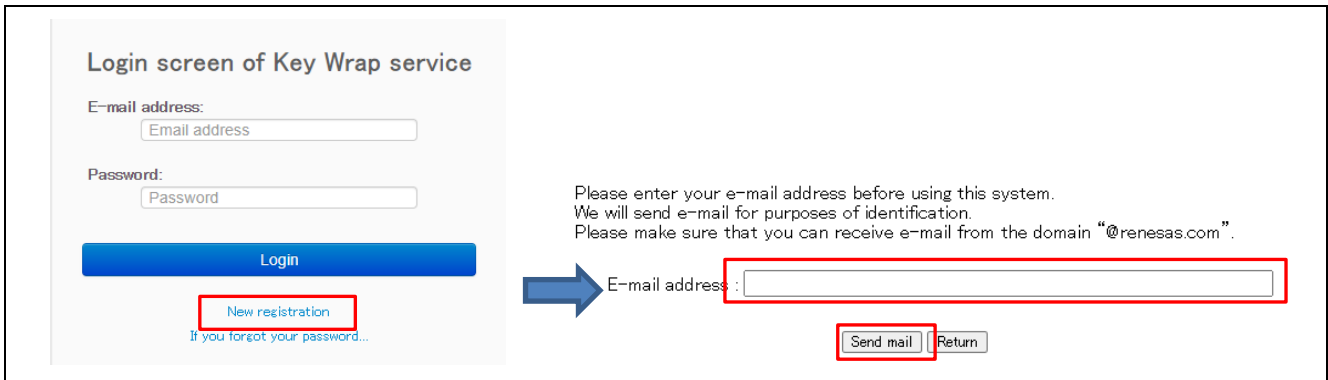 Login screen of Key Wrap service
E-mail address:
Email address
Password:
Password
Login
New registration
If you forgot your password...
Please enter your e-mail address before using this system.
We will send e-mail for purposes of identification.
Please make sure that you can receive e-mail from the domain “@renesas.com”.
E-mail address :
Send mail Return